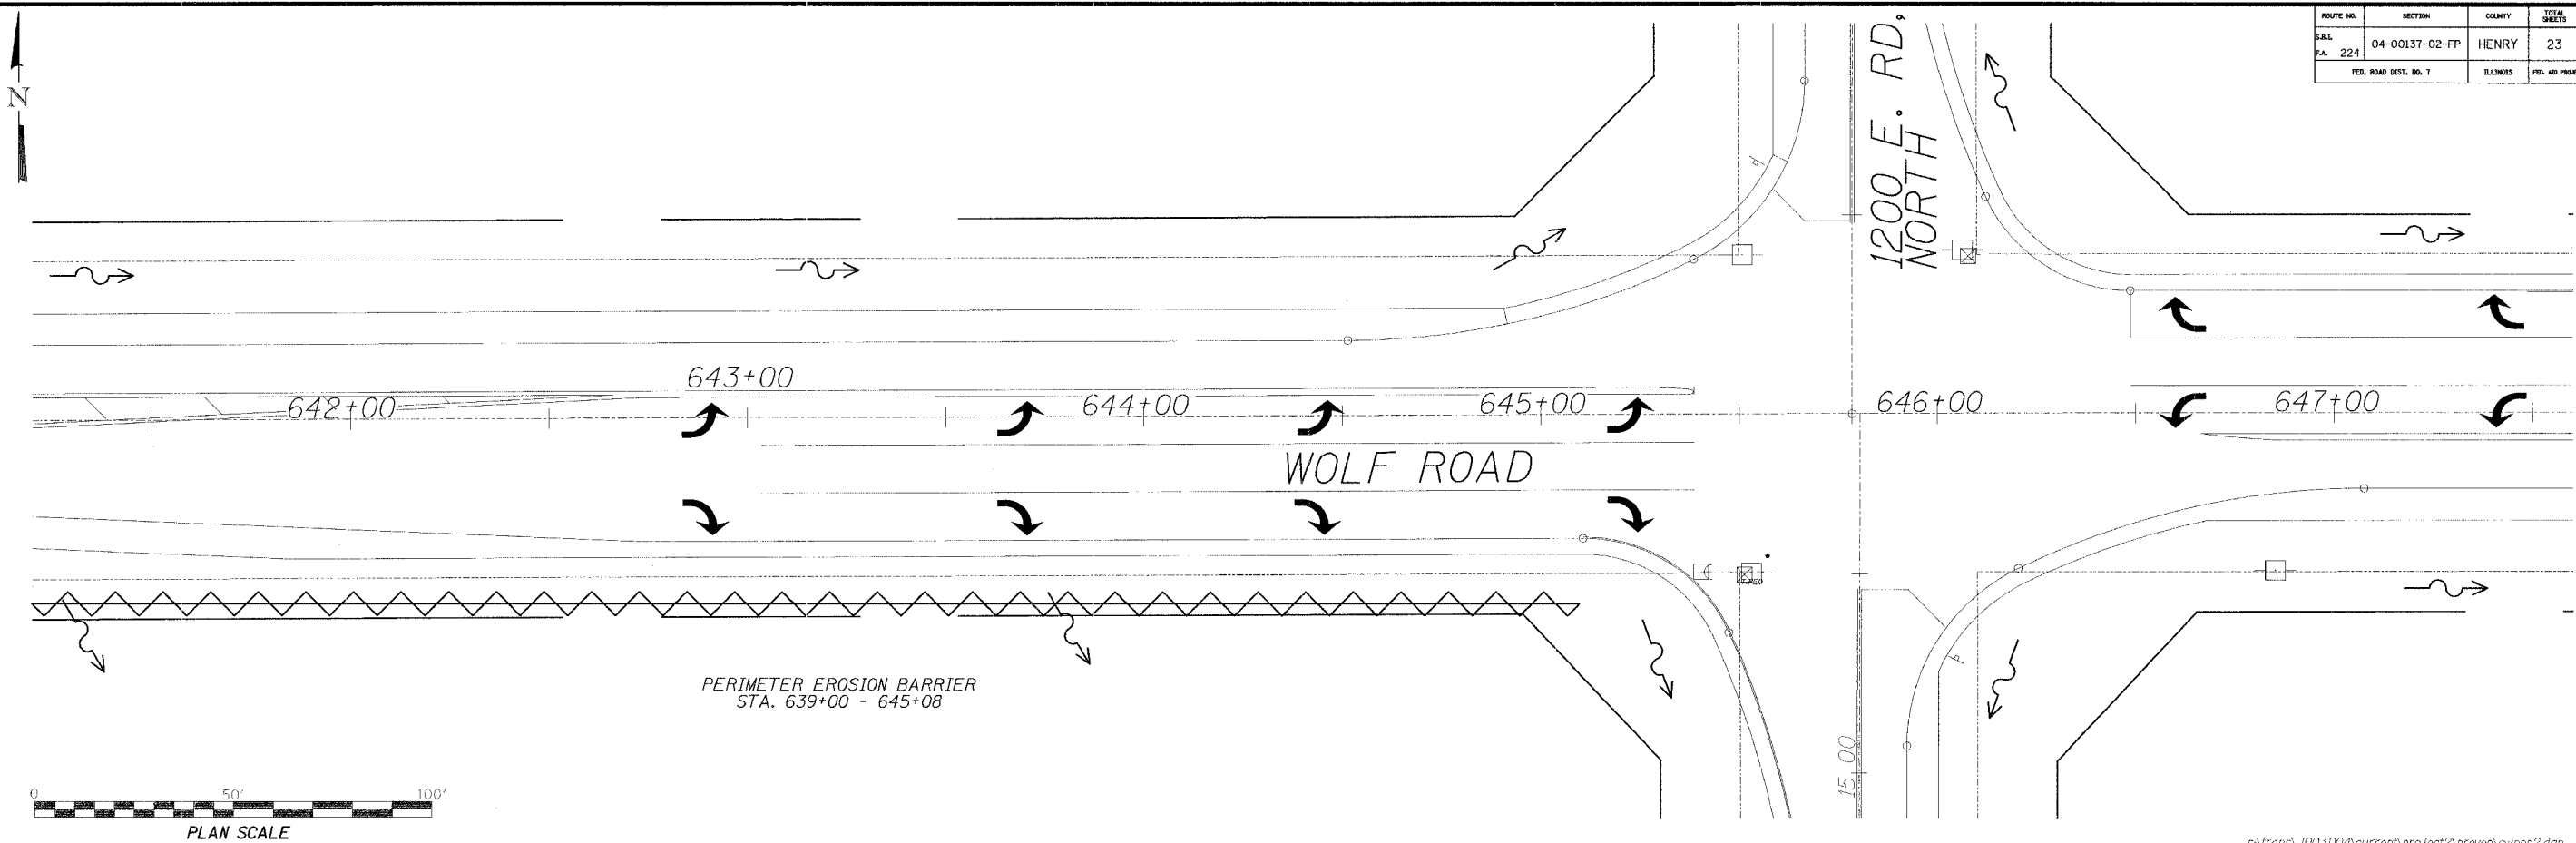 N
ROUTE NO. SECTION COUNTY TOTAL SHEETS
S.B.I.
F.A. 224 04-00137-02-FP HENRY 23
FED. ROAD DIST. NO. 7 ILLINOIS
1200 E. RD,
NORTH
643+00
642+00 644+00 645+00 646+00 647+00
WOLF ROAD
PERIMETER EROSION BARRIER
STA. 639+00 - 645+08
15 00
0 50' 100'
PLAN SCALE